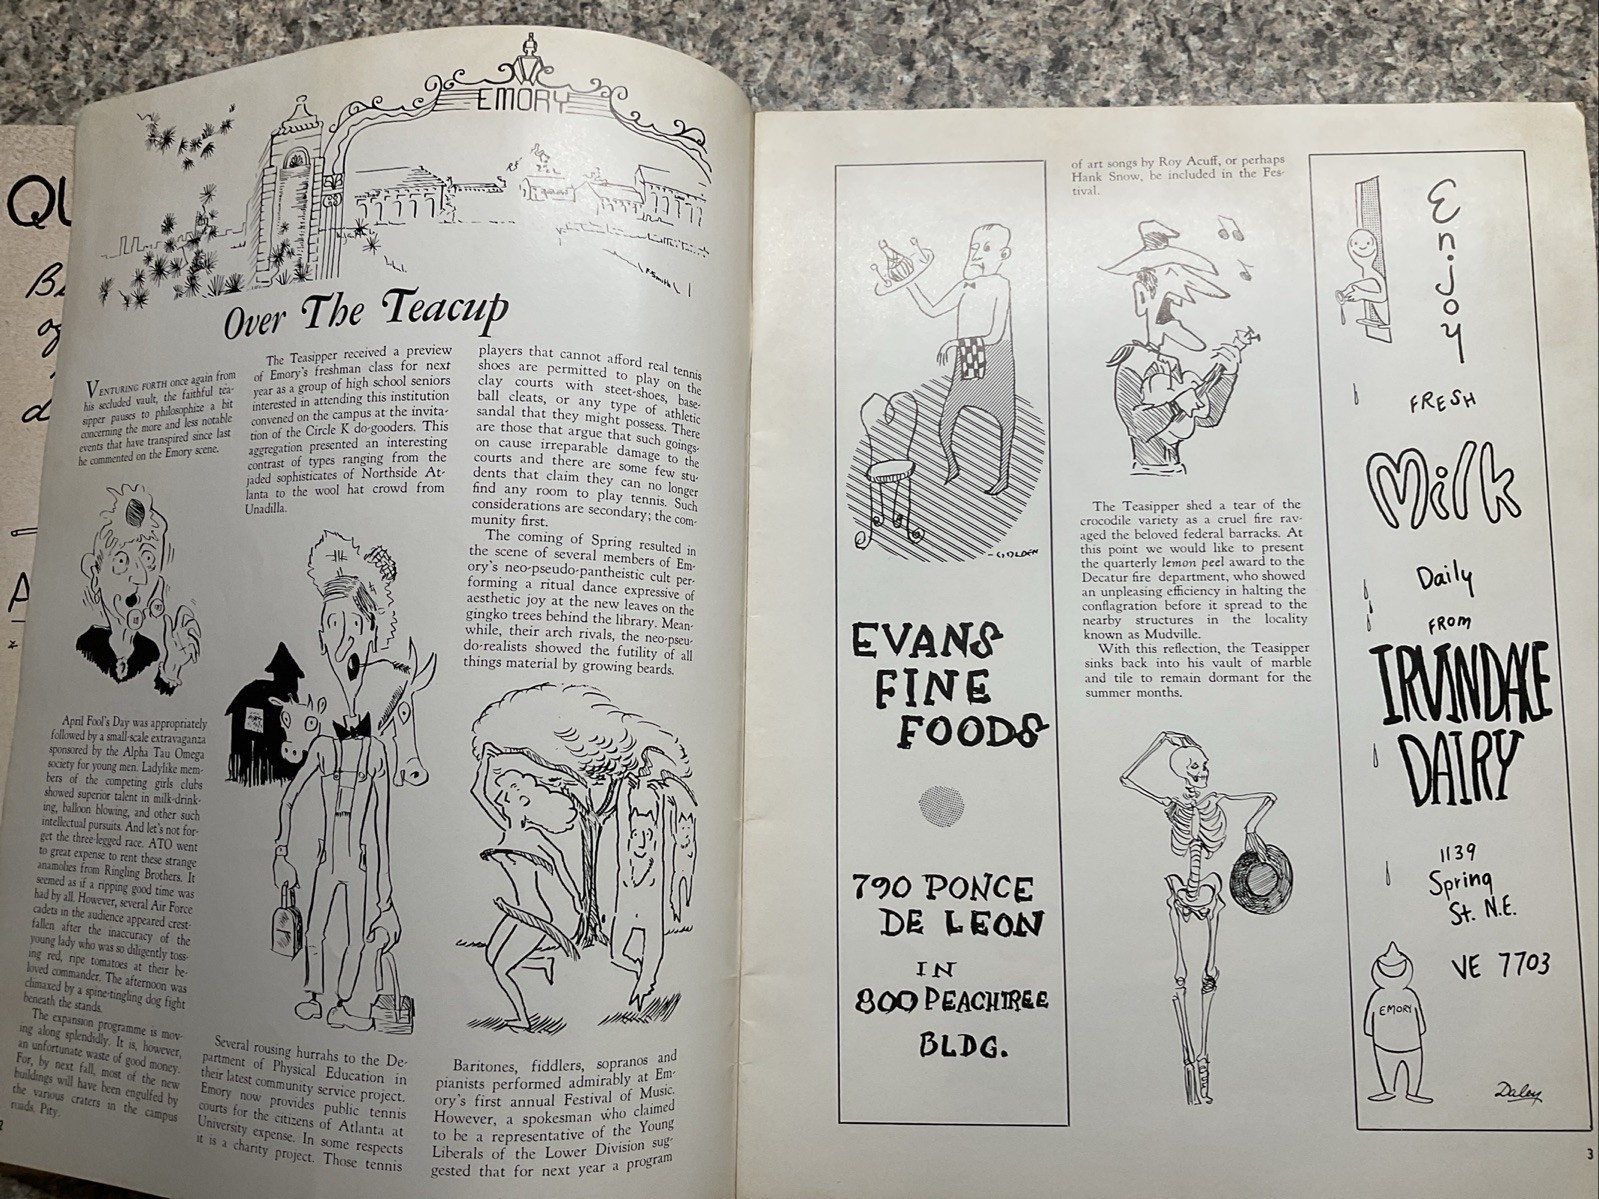 QU
EMORY
P. Smith
Over The Teacup
VENTURING FORTH once again from
his secluded vault, the faithful tea-
sipper pauses to philosophize a bit
concerning the more and less notable
events that have transpired since last
he commented on the Emory scene.
April Fool's Day was appropriately
followed by a small-scale extravaganza
sponsored by the Alpha Tau Omega
society for young men. Ladylike mem-
bers of the competing girls clubs
showed superior talent in milk-drink-
ing, balloon blowing, and other such
intellectual pursuits. And let's not for-
get the three-legged race. ATO went
to great expense to rent these strange
anamolies from Ringling Brothers. It
seemed as if a ripping good time was
had by all. However, several Air Force
cadets in the audience appeared crest-
fallen after the inaccuracy of the
young lady who was so diligently toss-
ing red, ripe tomatoes at their be-
loved commander. The afternoon was
climaxed by a spine-tingling dog fight
beneath the stands.
The expansion programme is mov-
ing along splendidly. It is, however,
an unfortunate waste of good money.
For, by next fall, most of the new
buildings will have been engulfed by
the various craters in the campus
roads. Pity.
The Teasipper received a preview
of Emory's freshman class for next
year as a group of high school seniors
interested in attending this institution
convened on the campus at the invita-
tion of the Circle K do-gooders. This
aggregation presented an interesting
contrast of types ranging from the
jaded sophisticates of Northside At-
lanta to the wool hat crowd from
Unadilla.
Several rousing hurrahs to the De-
partment of Physical Education in
their latest community service project.
Emory now provides public tennis
courts for the citizens of Atlanta at
University expense. In some respects
it is a charity project. Those tennis
players that cannot afford real tennis
shoes are permitted to play on the
clay courts with steet-shoes, base-
ball cleats, or any type of athletic
sandal that they might possess. There
are those that argue that such goings-
on cause irreparable damage to the
courts and there are some few stu-
dents that claim they can no longer
find any room to play tennis. Such
considerations are secondary; the com-
munity first.
The coming of Spring resulted in
the scene of several members of Em-
ory's neo-pseudo-pantheistic cult per-
forming a ritual dance expressive of
aesthetic joy at the new leaves on the
gingko trees behind the library. Mean-
while, their arch rivals, the neo-pseu-
do-realists showed the futility of all
things material by growing beards.
Baritones, fiddlers, sopranos and
pianists performed admirably at Em-
ory's first annual Festival of Music.
However, a spokesman who claimed
to be a representative of the Young
Liberals of the Lower Division sug-
gested that for next year a program
2
GOLDEN
EVANS
FINE
FOODS
790 PONCE
DE LEON
IN
800 PEACHTREE
BLDG.
of art songs by Roy Acuff, or perhaps
Hank Snow, be included in the Fes-
tival.
The Teasipper shed a tear of the
crocodile variety as a cruel fire rav-
aged the beloved federal barracks. At
this point we would like to present
the quarterly lemon peel award to the
Decatur fire department, who showed
an unpleasing efficiency in halting the
conflagration before it spread to the
nearby structures in the locality
known as Mudville.
With this reflection, the Teasipper
sinks back into his vault of marble
and tile to remain dormant for the
summer months.
Enjoy
FRESH
Milk
Daily
FROM
IRVINDALE
DAIRY
1139
Spring
St. N.E.
VE 7703
EMORY
Daley
3